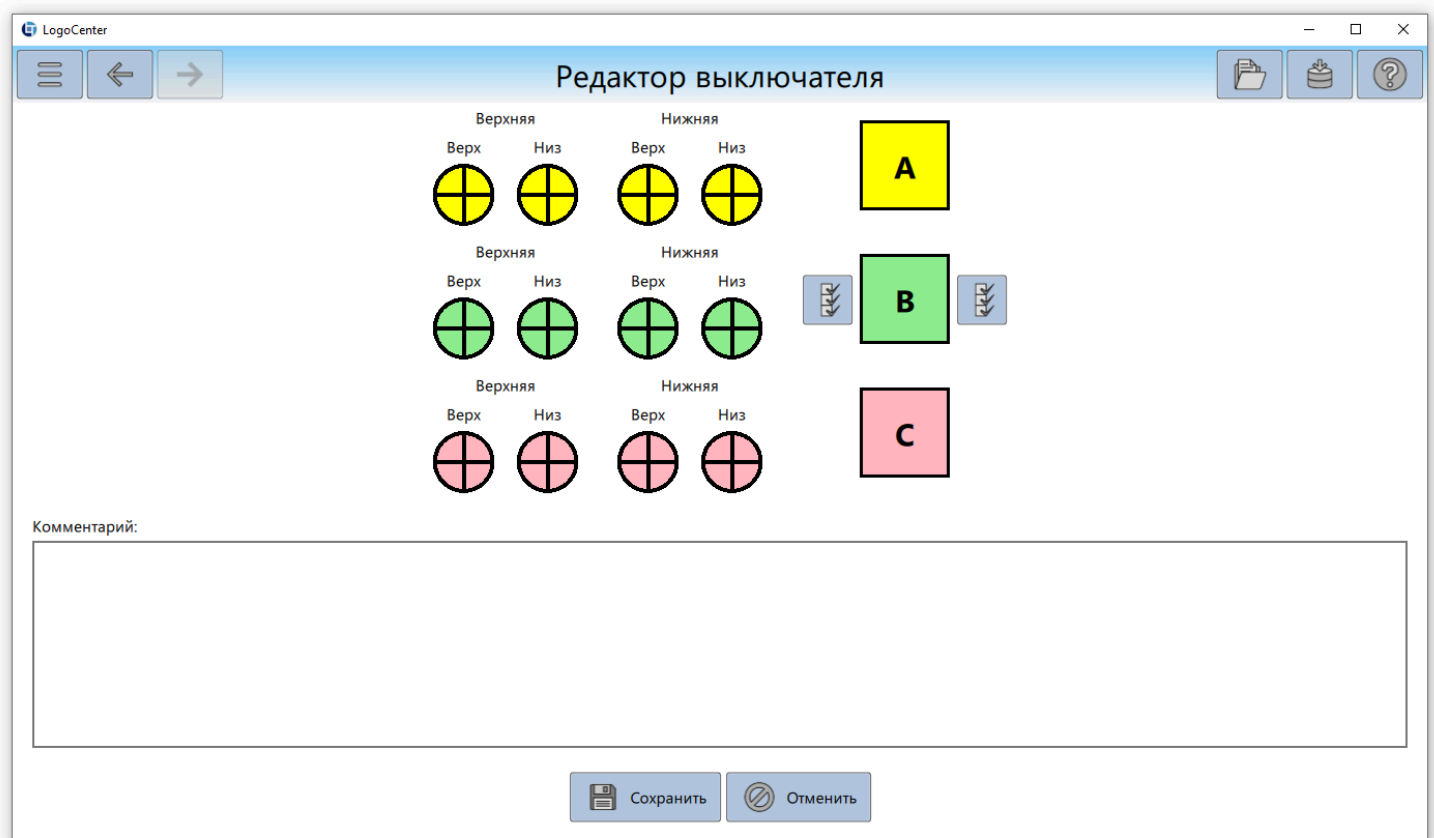 LogoCenter
Редактор выключателя
Верхняя Нижняя
Верх Низ Верх Низ
A
Верхняя Нижняя
Верх Низ Верх Низ
B
Верхняя Нижняя
Верх Низ Верх Низ
C
Комментарий:
Сохранить Отменить